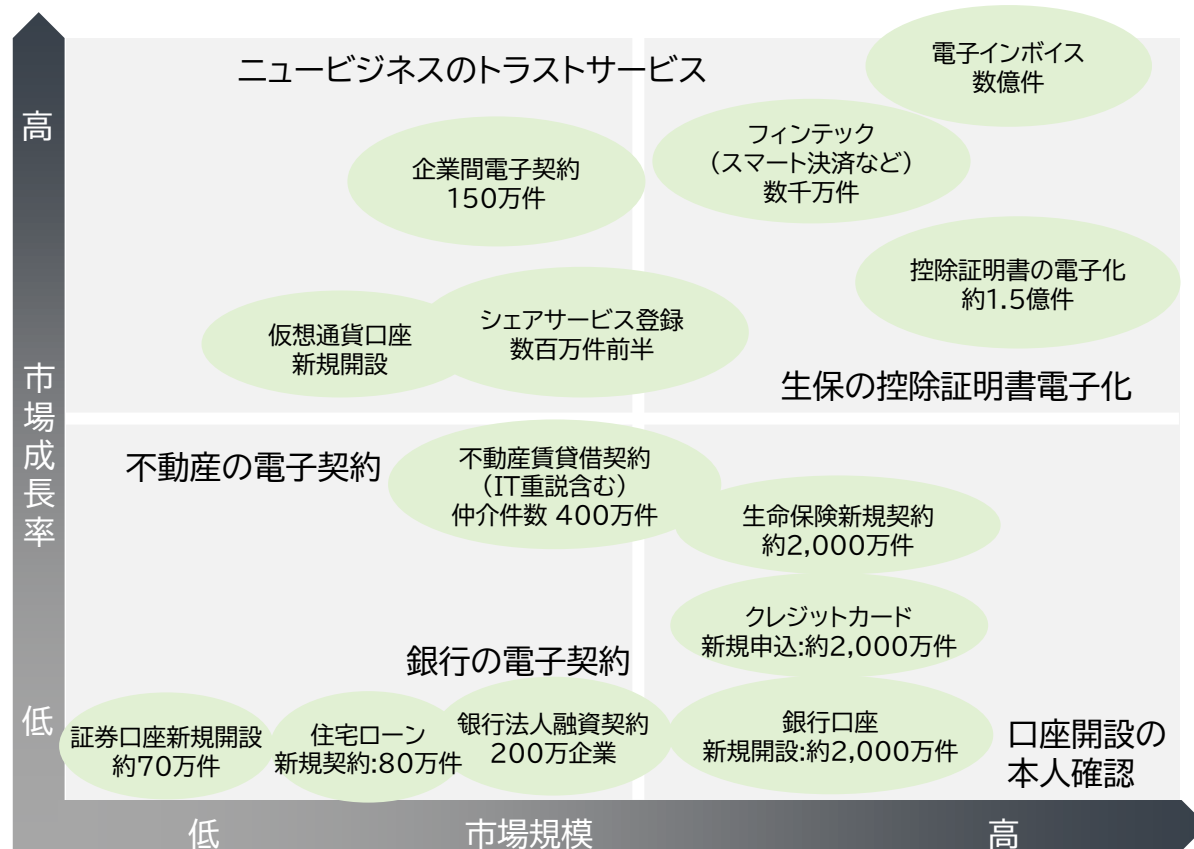 ニュービジネスのトラストサービス
電子インボイス
数億件
高
フィンテック
（スマート決済など）
数千万件
企業間電子契約
150万件
控除証明書の電子化
約1.5億件
シェアサービス登録
数百万件前半
仮想通貨口座
新規開設
生保の控除証明書電子化
市場成長率
不動産の電子契約
不動産賃貸借契約
（IT重説含む）
仲介件数 400万件
生命保険新規契約
約2,000万件
クレジットカード
新規申込:約2,000万件
銀行の電子契約
低
証券口座新規開設
約70万件
住宅ローン
新規契約:80万件
銀行法人融資契約
200万企業
銀行口座
新規開設:約2,000万件
口座開設の
本人確認
低
市場規模
高